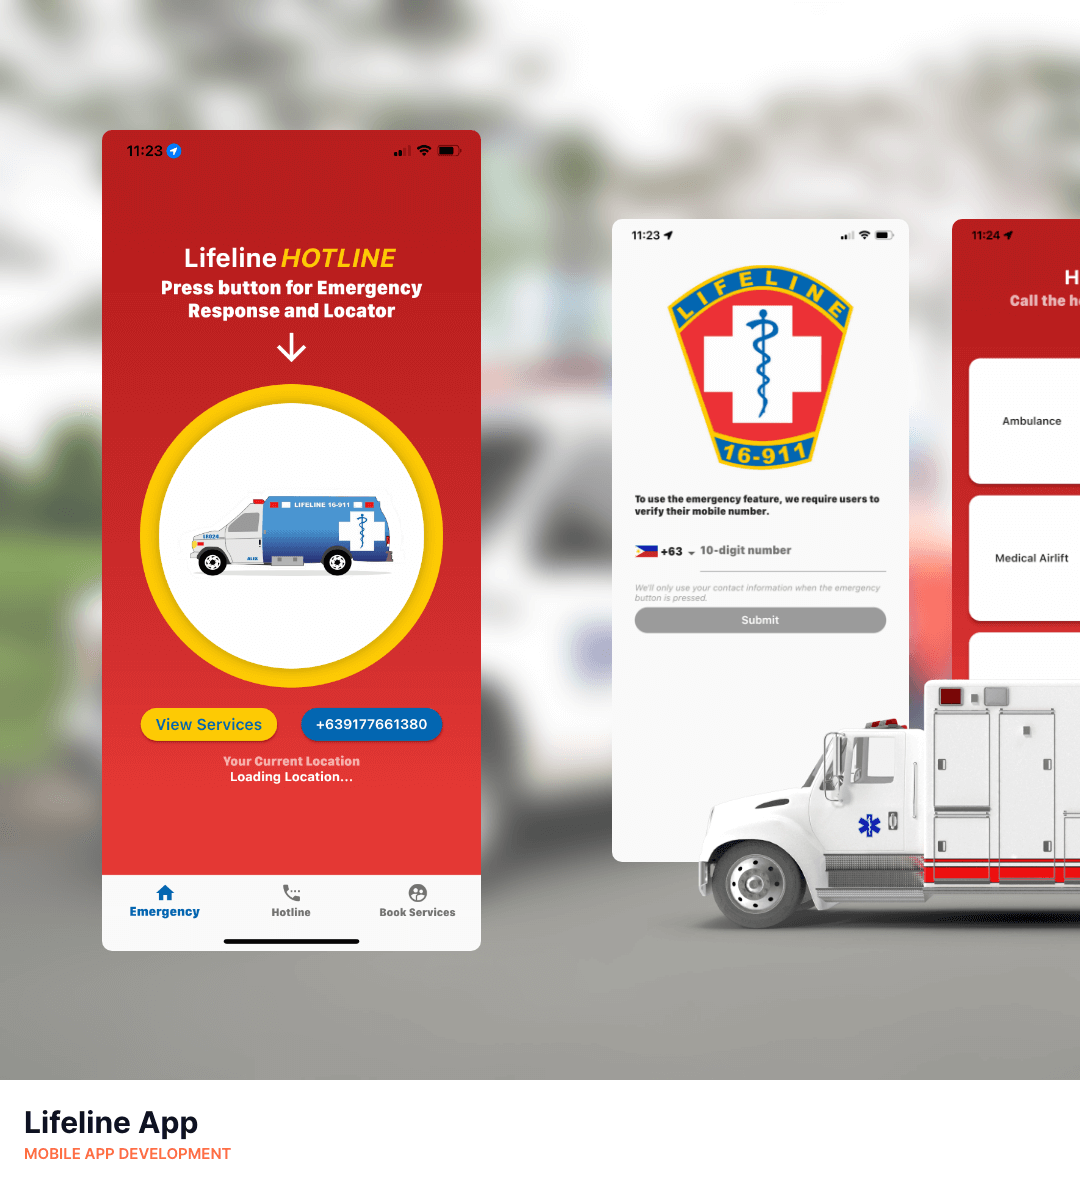 11:23
Lifeline HOTLINE
Press button for Emergency
Response and Locator
LIFELINE 16-911
View Services
+639177661380
Your Current Location
Loading Location...
Emergency
Hotline
Book Services
11:23
LIFELINE
16-911
To use the emergency feature, we require users to
verify their mobile number.
+63 10-digit number
We'll only use your contact information when the emergency
button is pressed.
Submit
11:24
H
Call the h
Ambulance
Medical Airlift
Lifeline App
MOBILE APP DEVELOPMENT